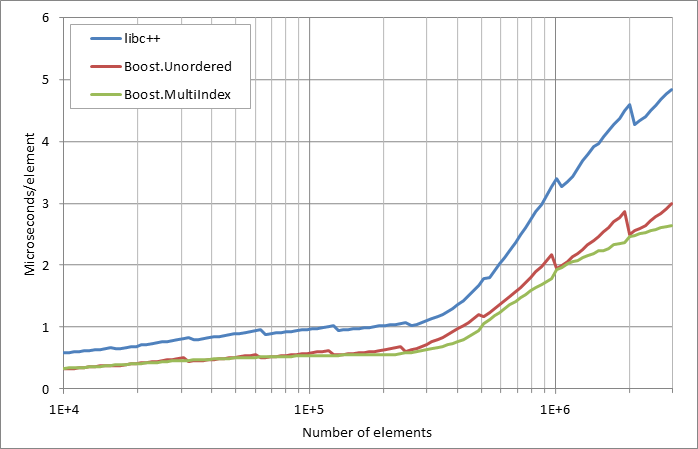 6
5
4
3
2
1
0
Microseconds/element
libc++
Boost.Unordered
Boost.MultiIndex
1E+4
1E+5
1E+6
Number of elements